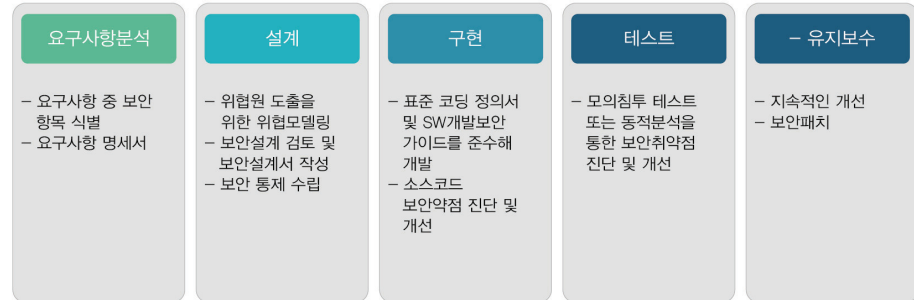 요구사항분석
– 요구사항 중 보안
항목 식별
– 요구사항 명세서
설계
– 위협원 도출을
위한 위협모델링
– 보안설계 검토 및
보안설계서 작성
– 보안 통제 수립
구현
– 표준 코딩 정의서
및 SW개발보안
가이드를 준수해
개발
– 소스코드
보안약점 진단 및
개선
테스트
– 모의침투 테스트
또는 동적분석을
통한 보안취약점
진단 및 개선
– 유지보수
– 지속적인 개선
– 보안패치